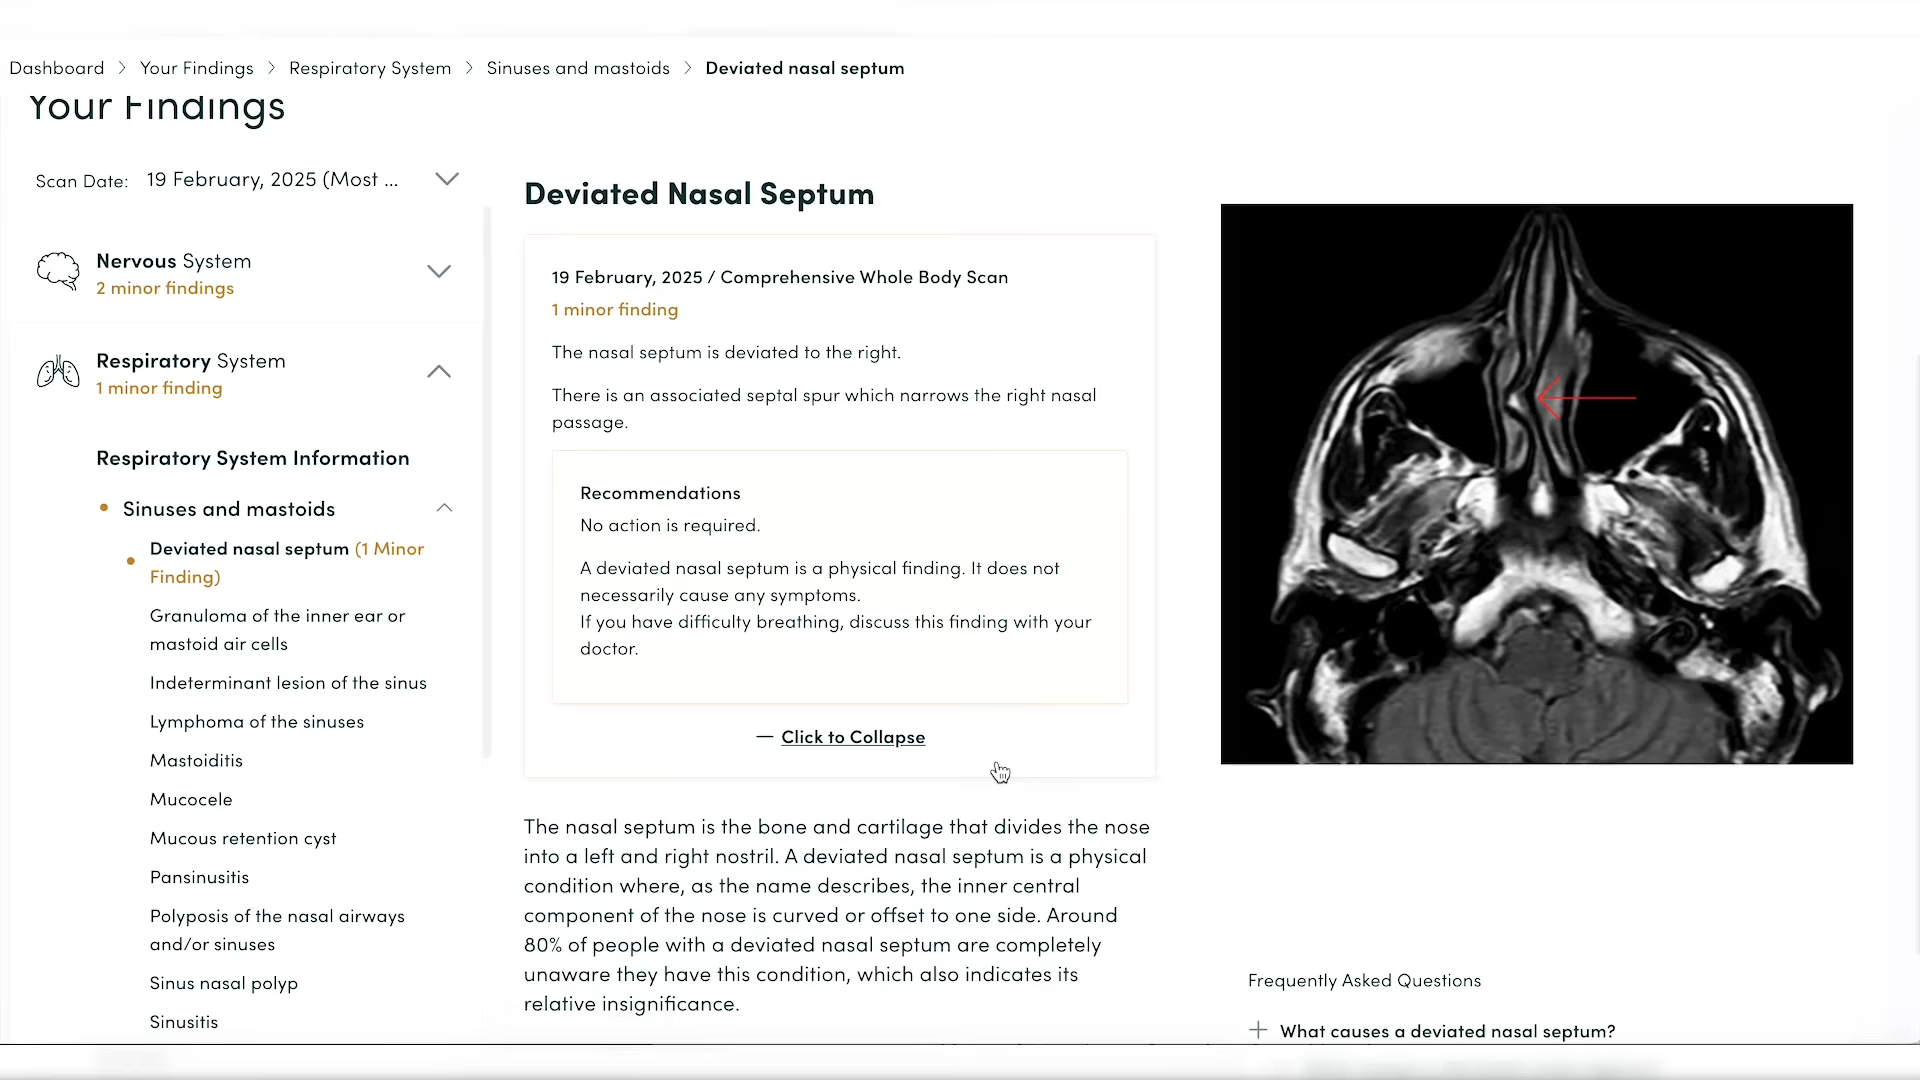 Dashboard > Your Findings > Respiratory System > Sinuses and mastoids > Deviated nasal septum
Your Findings
Scan Date: 19 February, 2025 (Most ...
Nervous System
2 minor findings
Respiratory System
1 minor finding
Respiratory System Information
Sinuses and mastoids
Deviated nasal septum (1 Minor
Finding)
Granuloma of the inner ear or
mastoid air cells
Indeterminant lesion of the sinus
Lymphoma of the sinuses
Mastoiditis
Mucocele
Mucous retention cyst
Pansinusitis
Polyposis of the nasal airways
and/or sinuses
Sinus nasal polyp
Sinusitis
Deviated Nasal Septum
19 February, 2025 / Comprehensive Whole Body Scan
1 minor finding
The nasal septum is deviated to the right.
There is an associated septal spur which narrows the right nasal
passage.
Recommendations
No action is required.
A deviated nasal septum is a physical finding. It does not
necessarily cause any symptoms.
If you have difficulty breathing, discuss this finding with your
doctor.
— Click to Collapse
The nasal septum is the bone and cartilage that divides the nose
into a left and right nostril. A deviated nasal septum is a physical
condition where, as the name describes, the inner central
component of the nose is curved or offset to one side. Around
80% of people with a deviated nasal septum are completely
unaware they have this condition, which also indicates its
relative insignificance.
Frequently Asked Questions
+ What causes a deviated nasal septum?